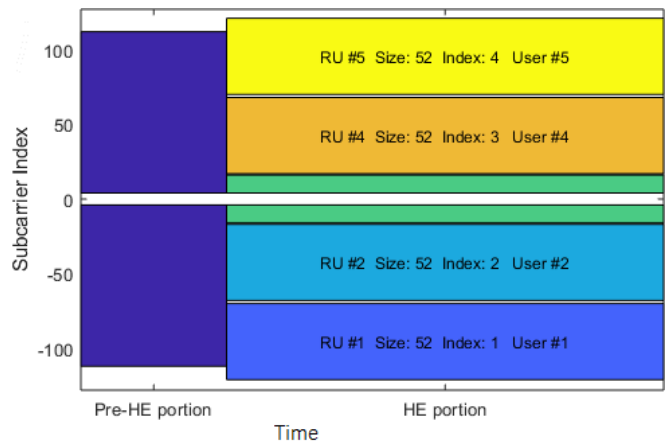 100
RU #5 Size: 52 Index: 4 User #5
50
RU #4 Size: 52 Index: 3 User #4
0
Subcarrier Index
-50
RU #2 Size: 52 Index: 2 User #2
-100
RU #1 Size: 52 Index: 1 User #1
Pre-HE portion
HE portion
Time